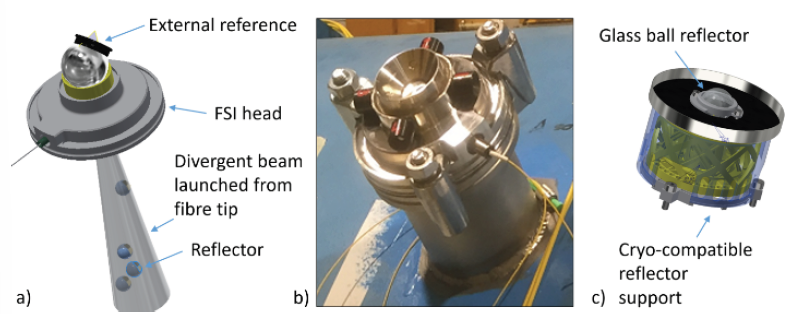 External reference
FSI head
Divergent beam
launched from
fibre tip
Reflector
a)
b)
Glass ball reflector
Cryo-compatible
reflector
support
c)